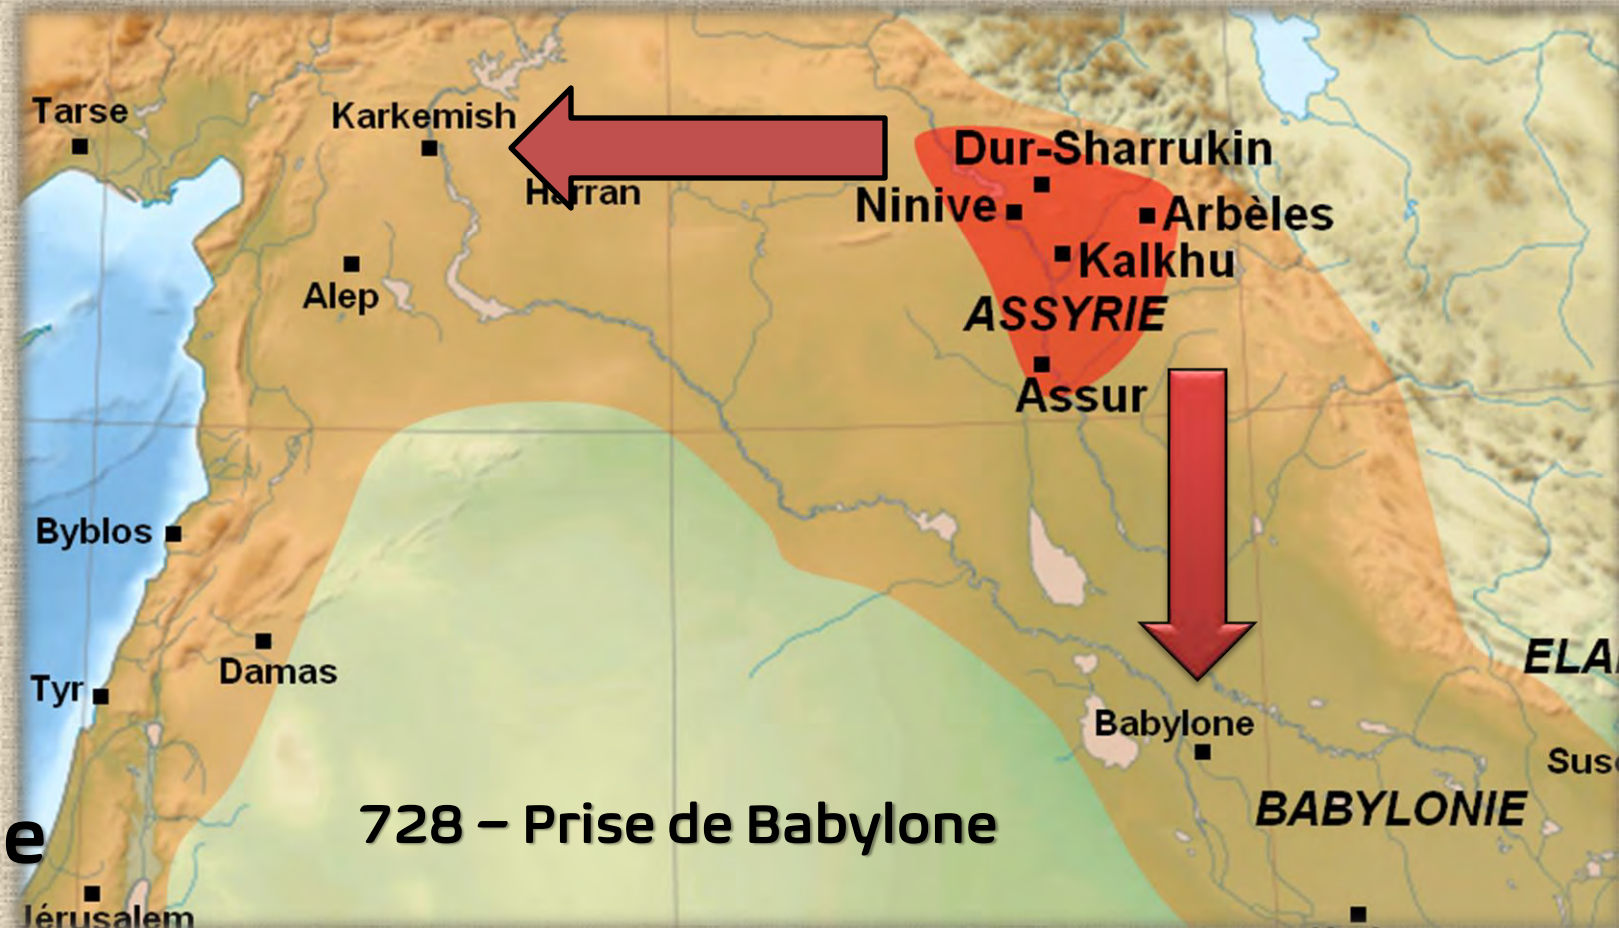 Tarse
Karkemish
Dur-Sharrukin
Harran
Ninive
Arbèles
Kalkhu
Alep
ASSYRIE
Assur
Byblos
Damas
Tyr
ELA
Babylone
Sus
BABYLONIE
728 – Prise de Babylone
e
Jérusalem